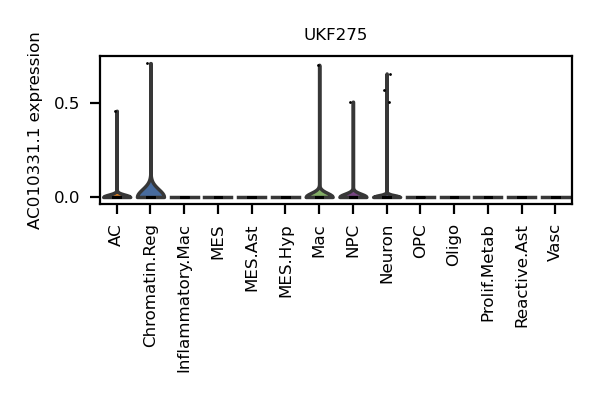 UKF275
AC010331.1 expression
0.5
0.0
AC
Chromatin.Reg
Inflammatory.Mac
MES
MES.Ast
MES.Hyp
Mac
NPC
Neuron
OPC
Oligo
Prolif.Metab
Reactive.Ast
Vasc